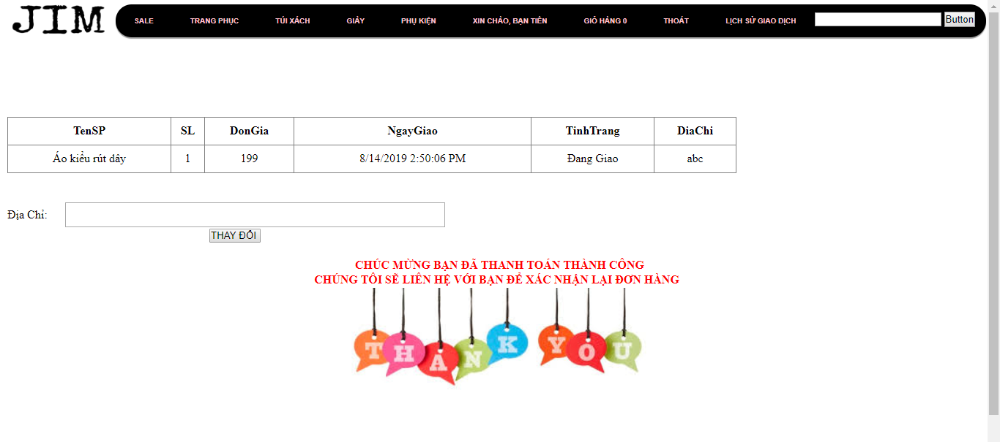 JIM
SALE TRANG PHỤC TÚI XÁCH GIÀY PHỤ KIỆN XIN CHÀO, BẠN TIÊN GIỎ HÀNG 0 THOÁT LỊCH SỬ GIAO DỊCH Button
TenSP SL DonGia NgayGiao TinhTrang DiaChi
Áo kiểu rút dây 1 199 8/14/2019 2:50:06 PM Đang Giao abc
Địa Chỉ:
THAY ĐỔI
CHÚC MỪNG BẠN ĐÃ THANH TOÁN THÀNH CÔNG
CHÚNG TÔI SẼ LIÊN HỆ VỚI BẠN ĐỂ XÁC NHẬN LẠI ĐƠN HÀNG
THANK YOU